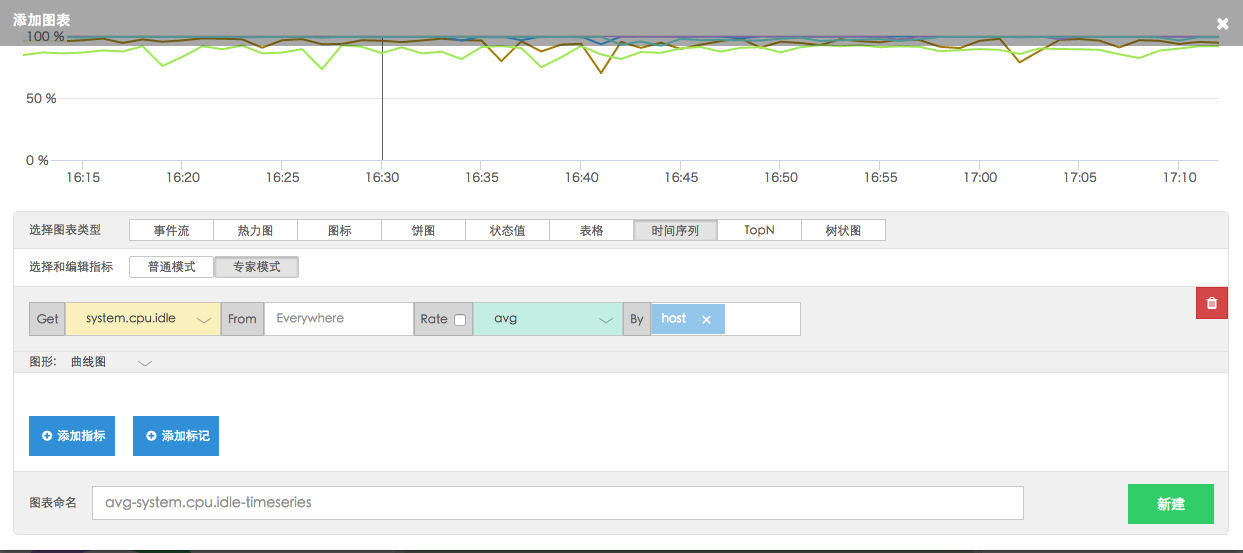 添加图表
100 %
50 %
0 %
16:15 16:20 16:25 16:30 16:35 16:40 16:45 16:50 16:55 17:00 17:05 17:10
选择图表类型 事件流 热力图 图标 饼图 状态值 表格 时间序列 TopN 树状图
选择和编辑指标 普通模式 专家模式
Get system.cpu.idle From Everywhere Rate avg By host
图形: 曲线图
添加指标 添加标记
图表命名 avg-system.cpu.idle-timeseries 新建